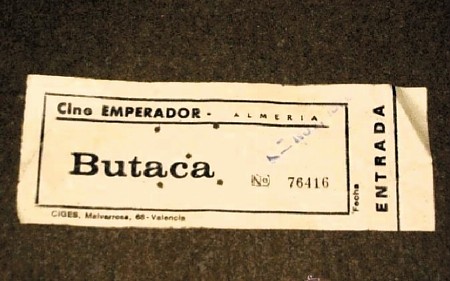 Cine EMPERADOR - ALMERIA
Butaca
No 76416
CIGES, Malvarrosa, 68 - Valencia
Fecha
ENTRADA